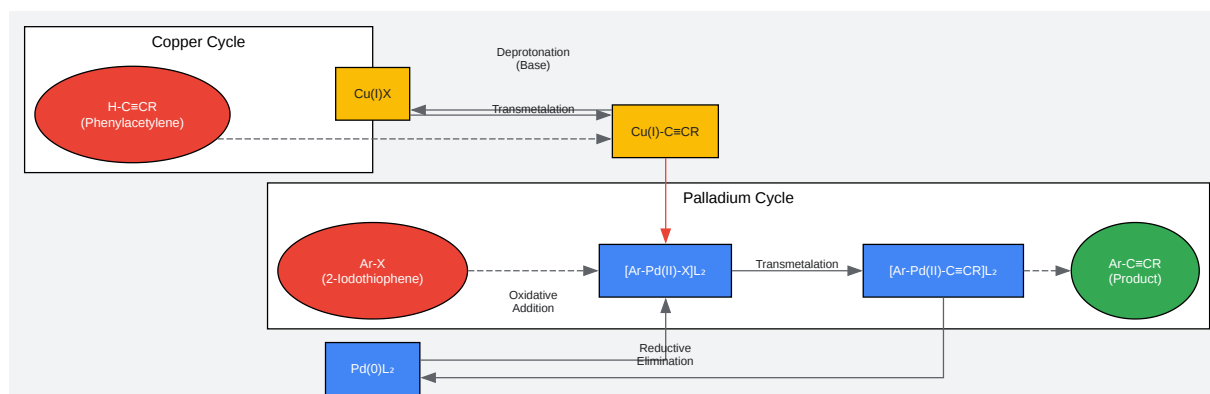 Copper Cycle
Deprotonation
(Base)
Cu(I)X
H-C≡CR
(Phenylacetylene)
Transmetalation
Cu(I)-C≡CR
Palladium Cycle
Ar-X
(2-Iodothiophene)
[Ar-Pd(II)-X]L₂
Transmetalation
[Ar-Pd(II)-C≡CR]L₂
Ar-C≡CR
(Product)
Oxidative
Addition
Reductive
Elimination
Pd(0)L₂